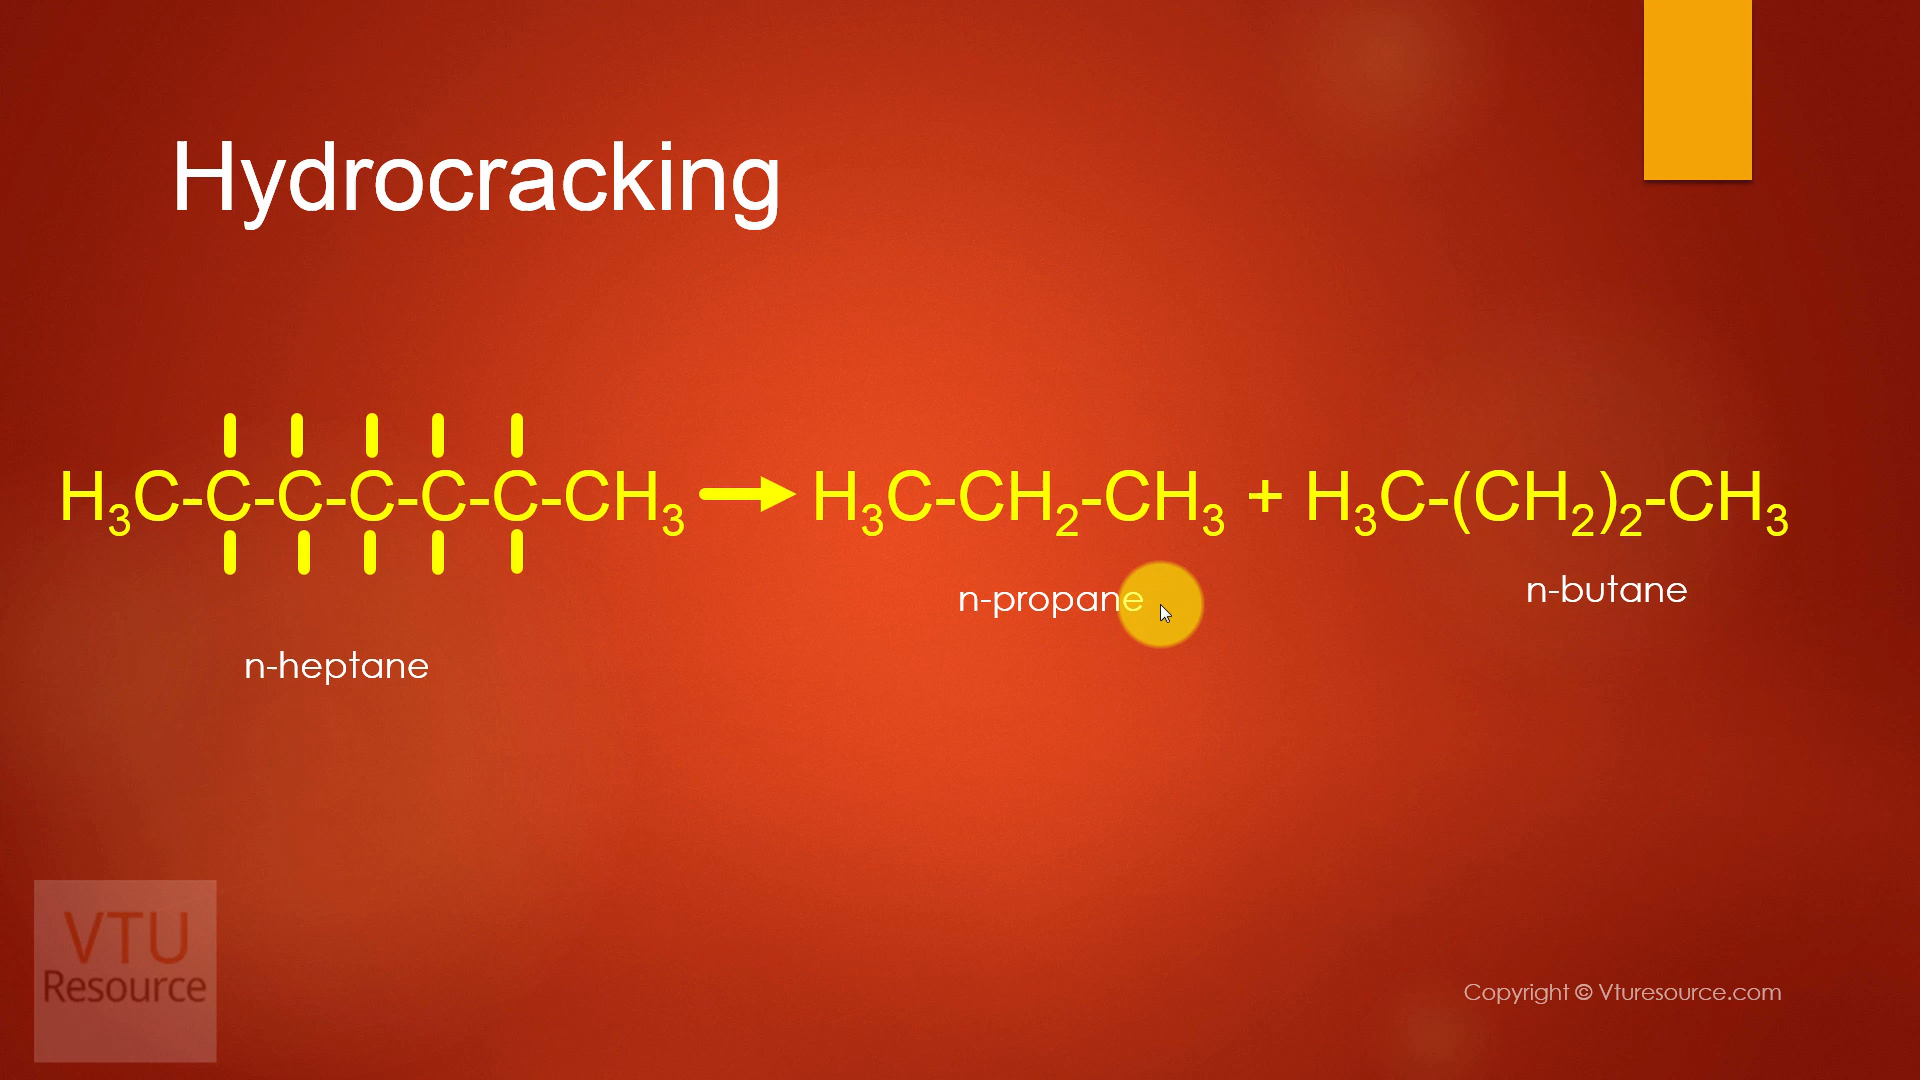 Hydrocracking
H₃C-C-C-C-C-C-CH₃ → H₃C-CH₂-CH₃ + H₃C-(CH₂)₂-CH₃
n-propane
n-butane
n-heptane
VTU
Resource
Copyright © Vturesource.com